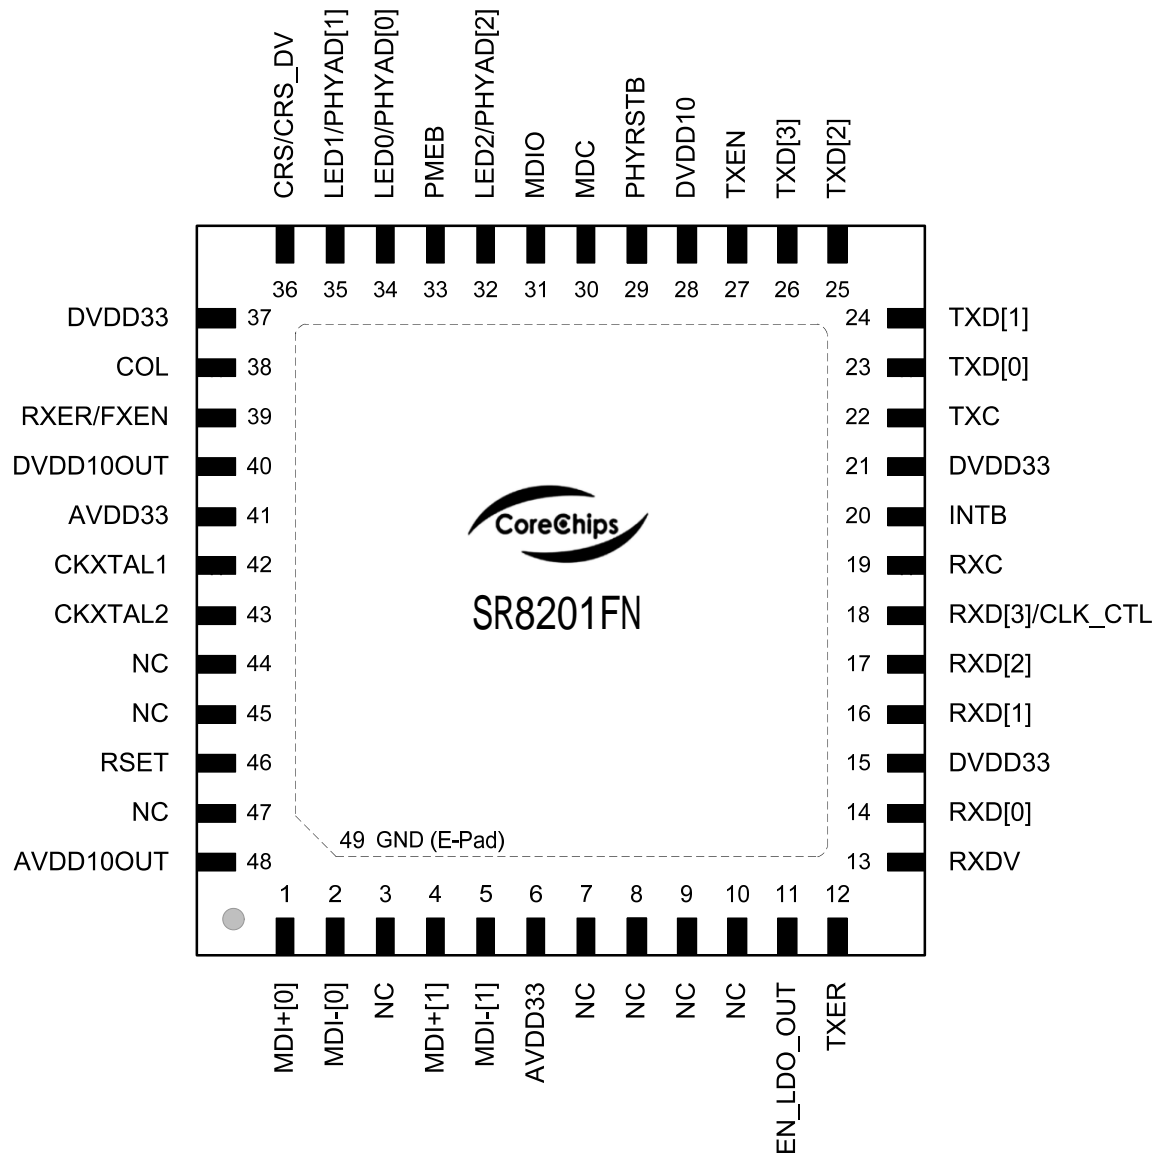 CRS/CRS_DV
LED1/PHYAD[1]
LED0/PHYAD[0]
PMEB
LED2/PHYAD[2]
MDIO
MDC
PHYRSTB
DVDD10
TXEN
TXD[3]
TXD[2]
36 35 34 33 32 31 30 29 28 27 26 25
DVDD33 37
COL 38
RXER/FXEN 39
DVDD10OUT 40
AVDD33 41
CKXTAL1 42
CKXTAL2 43
NC 44
NC 45
RSET 46
NC 47
AVDD10OUT 48
24 TXD[1]
23 TXD[0]
22 TXC
21 DVDD33
20 INTB
19 RXC
18 RXD[3]/CLK_CTL
17 RXD[2]
16 RXD[1]
15 DVDD33
14 RXD[0]
13 RXDV
CoreChips
SR8201FN
49 GND (E-Pad)
1 2 3 4 5 6 7 8 9 10 11 12
MDI+[0]
MDI-[0]
NC
MDI+[1]
MDI-[1]
AVDD33
NC
NC
NC
NC
EN_LDO_OUT
TXER